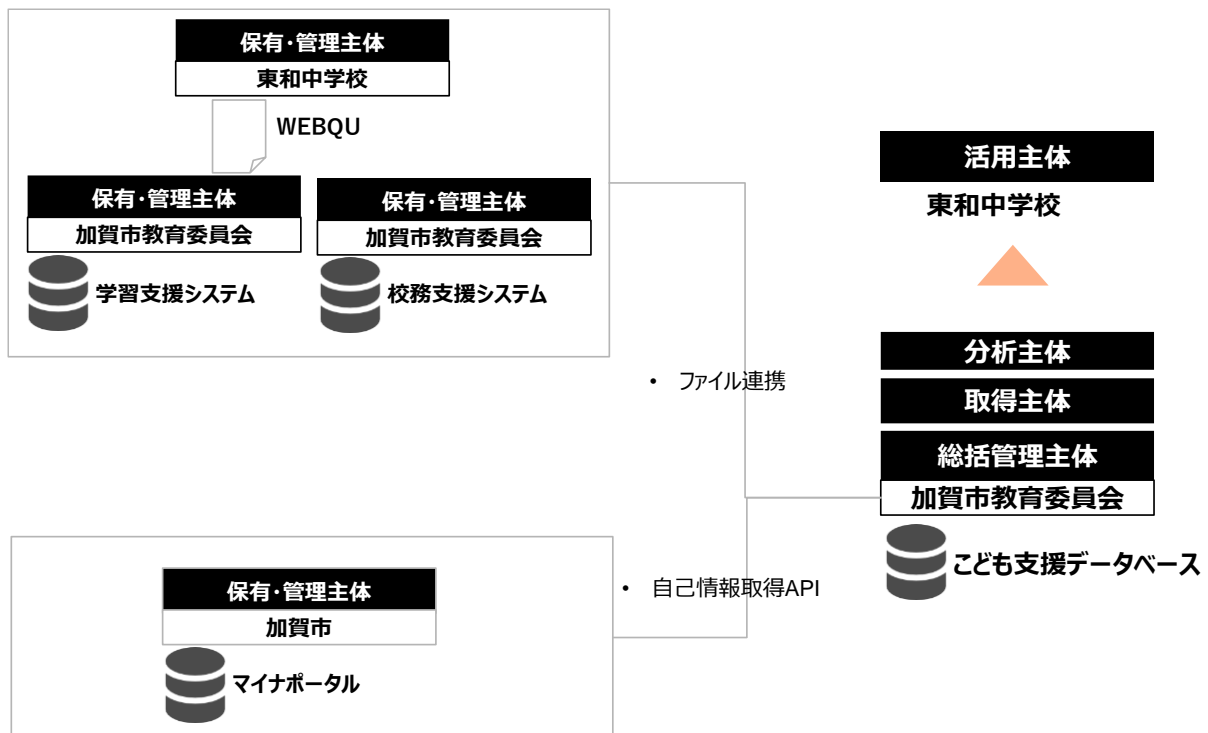 保有・管理主体
東和中学校
WEBQU
保有・管理主体
加賀市教育委員会
学習支援システム
保有・管理主体
加賀市教育委員会
校務支援システム
• ファイル連携
保有・管理主体
加賀市
マイナポータル
• 自己情報取得API
活用主体
東和中学校
分析主体
取得主体
総括管理主体
加賀市教育委員会
こども支援データベース